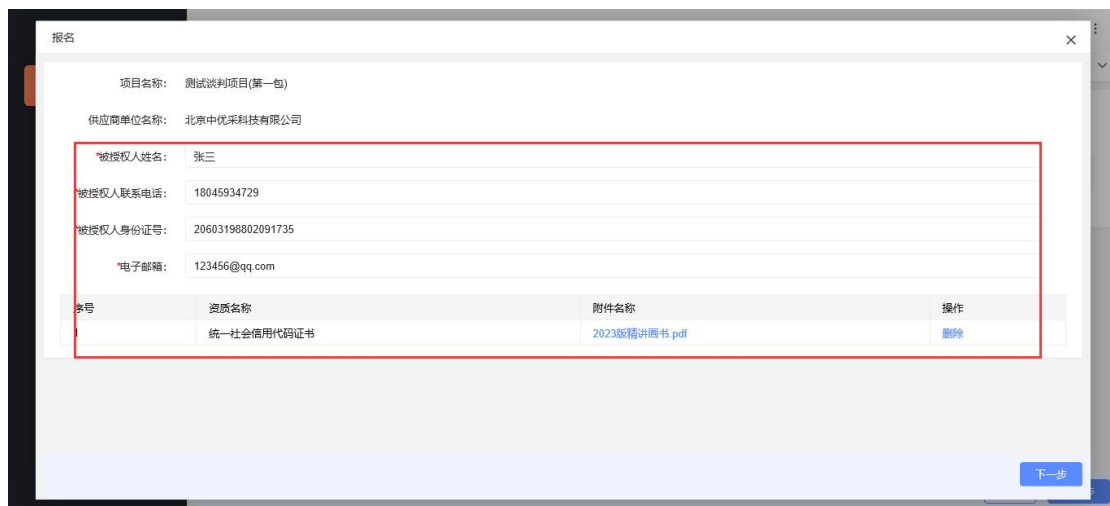 报名
项目名称: 测试谈判项目(第一包)
供应商单位名称: 北京中优采科技有限公司
*被授权人姓名: 张三
*被授权人联系电话: 18045934729
*被授权人身份证号: 20603198802091735
*电子邮箱: 123456@qq.com
序号 资质名称 附件名称 操作
1 统一社会信用代码证书 2023版精讲画书.pdf 删除
下一步